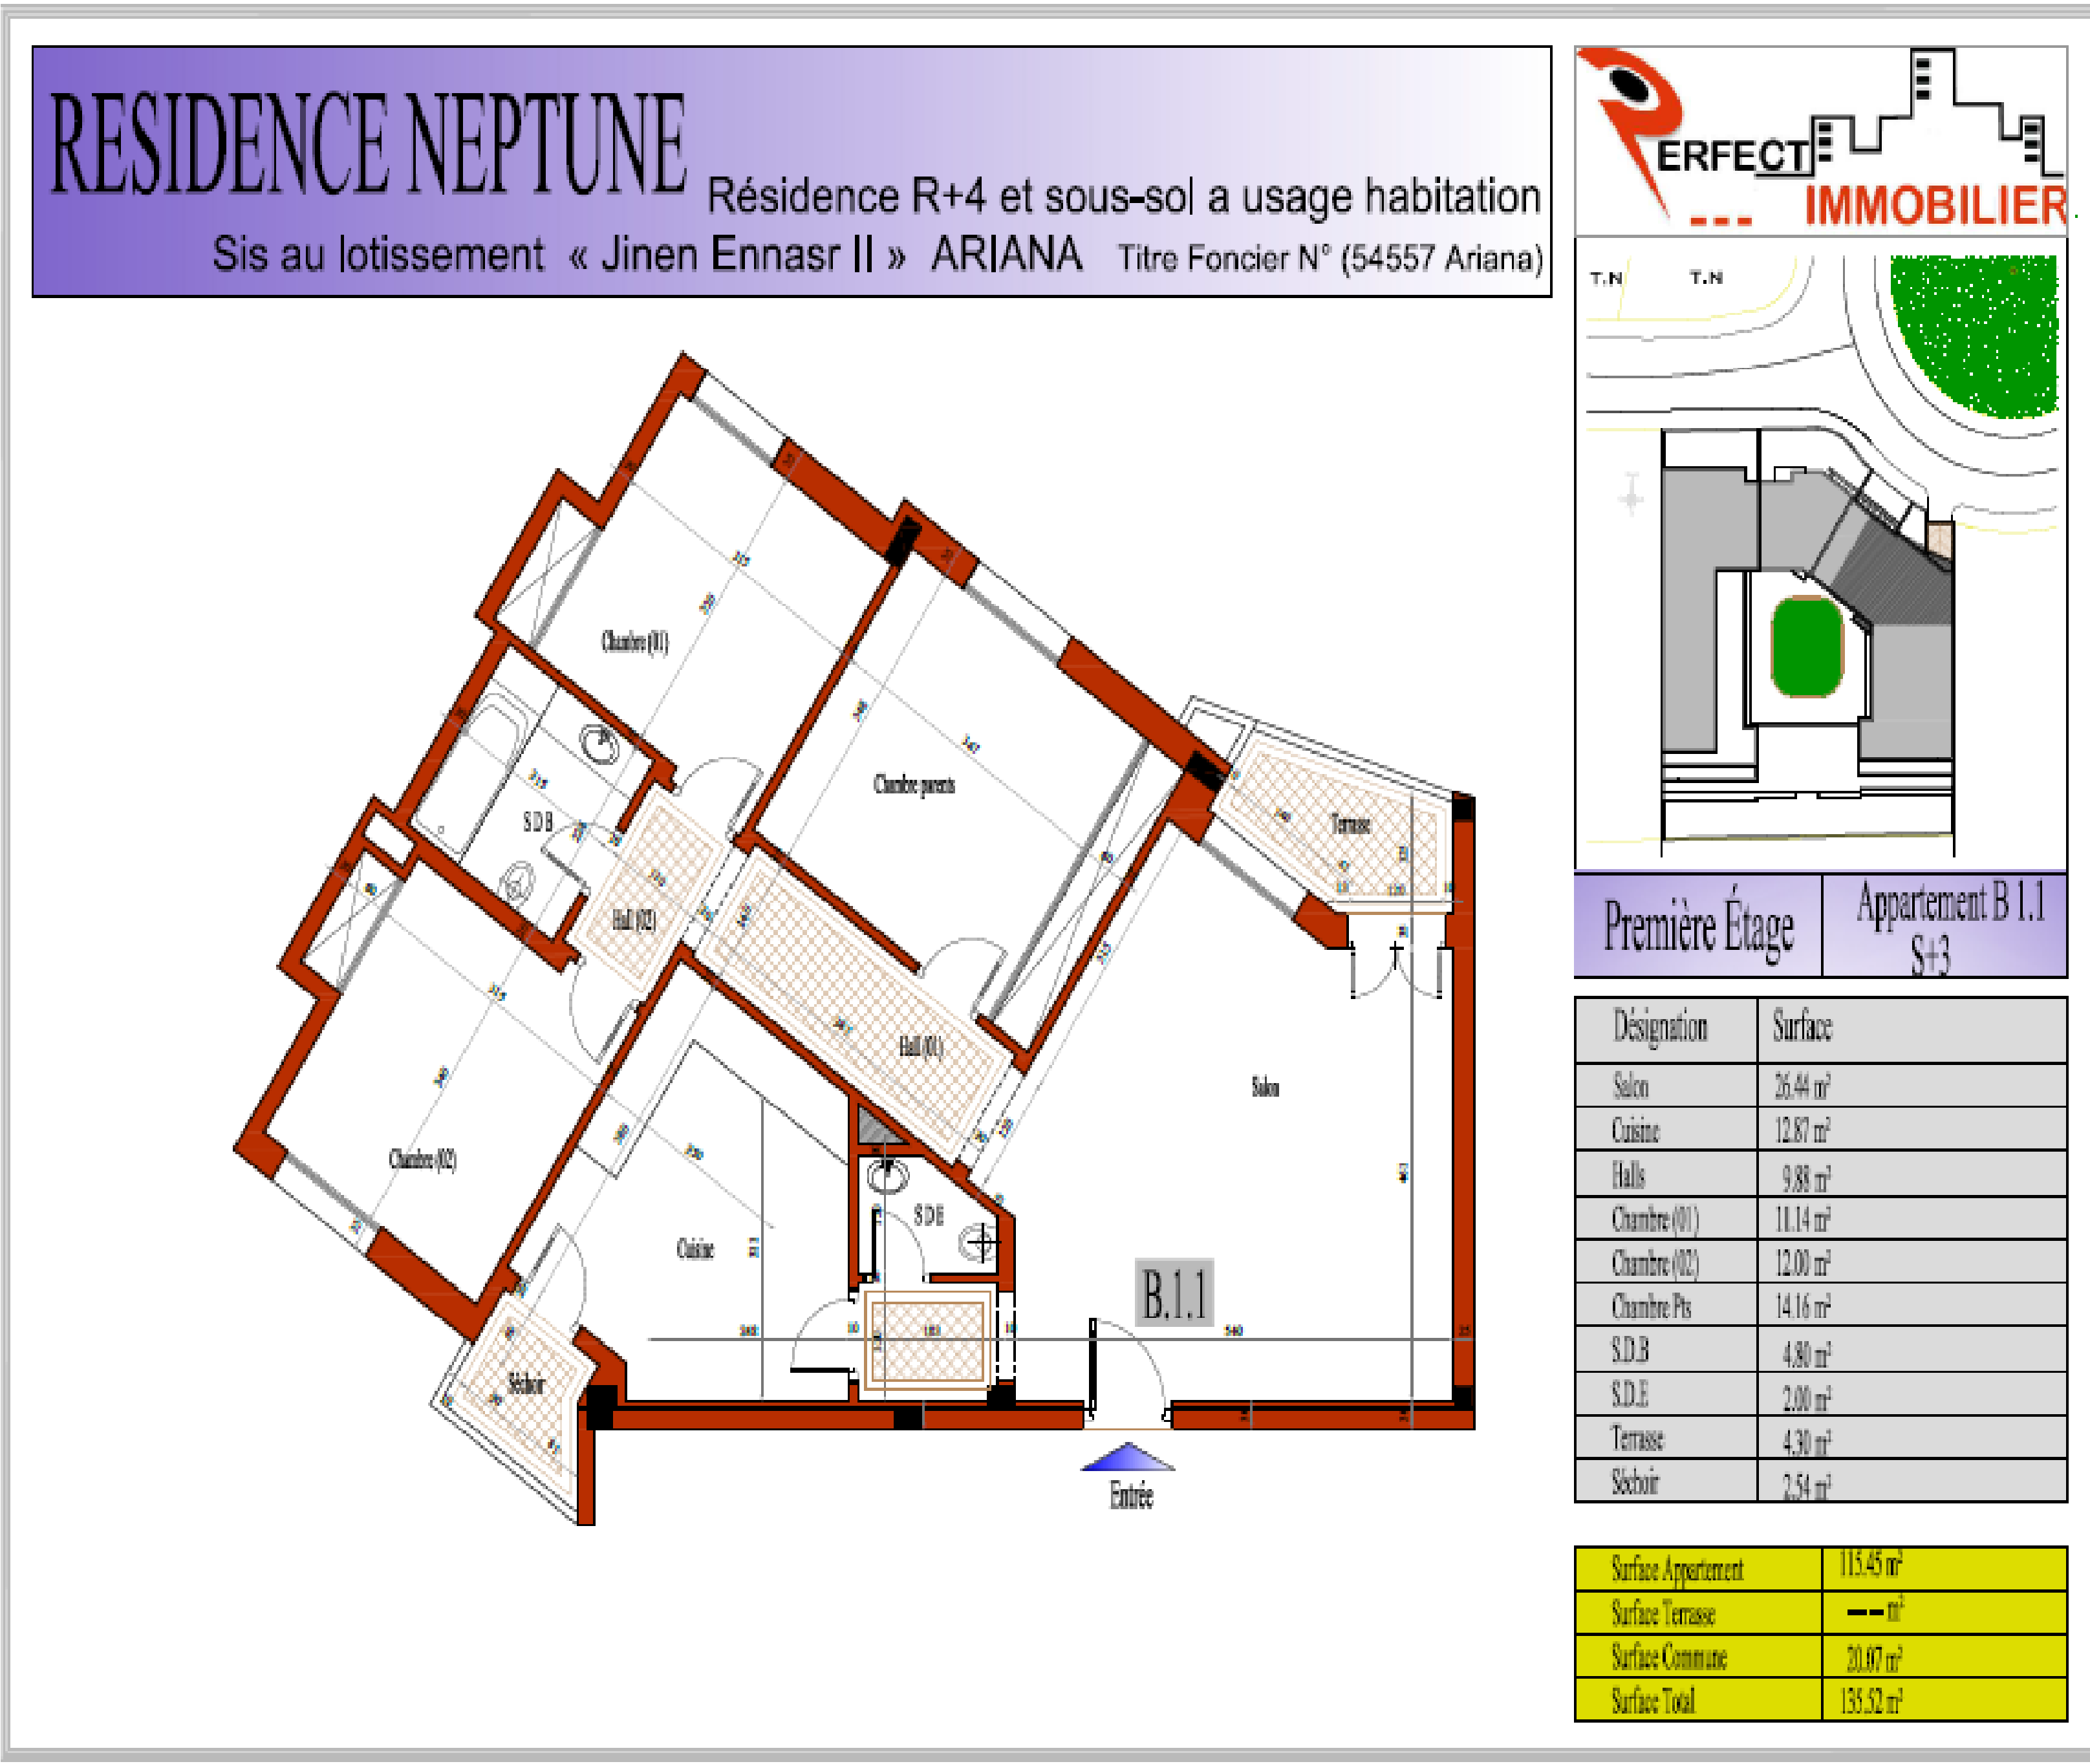 RESIDENCE NEPTUNE
Résidence R+4 et sous-sol a usage habitation
Sis au lotissement « Jinen Ennasr II » ARIANA Titre Foncier N° (54557 Ariana)
PERFECT
IMMOBILIER
T.N T.N
Première Étage
Appartement B 1.1
S+3
Désignation Surface
Salon 26.44 m²
Cuisine 12.87 m²
Halls 9.88 m²
Chambre (01) 11.14 m²
Chambre (02) 12.00 m²
Chambre Pts 14.16 m²
S.D.B 4.80 m²
S.D.E 2.00 m²
Terrasse 4.30 m²
Séchoir 2.54 m²
Surface Appartement 115.45 m²
Surface Terrasse -- m²
Surface Commune 20.07 m²
Surface Total 135.52 m²
Chambre (01)
Chambre parents
S D B
Terrasse
Hall (02)
Hall (01)
Salon
Chambre (02)
S D E
Cuisine
B.1.1
Séchoir
Entrée